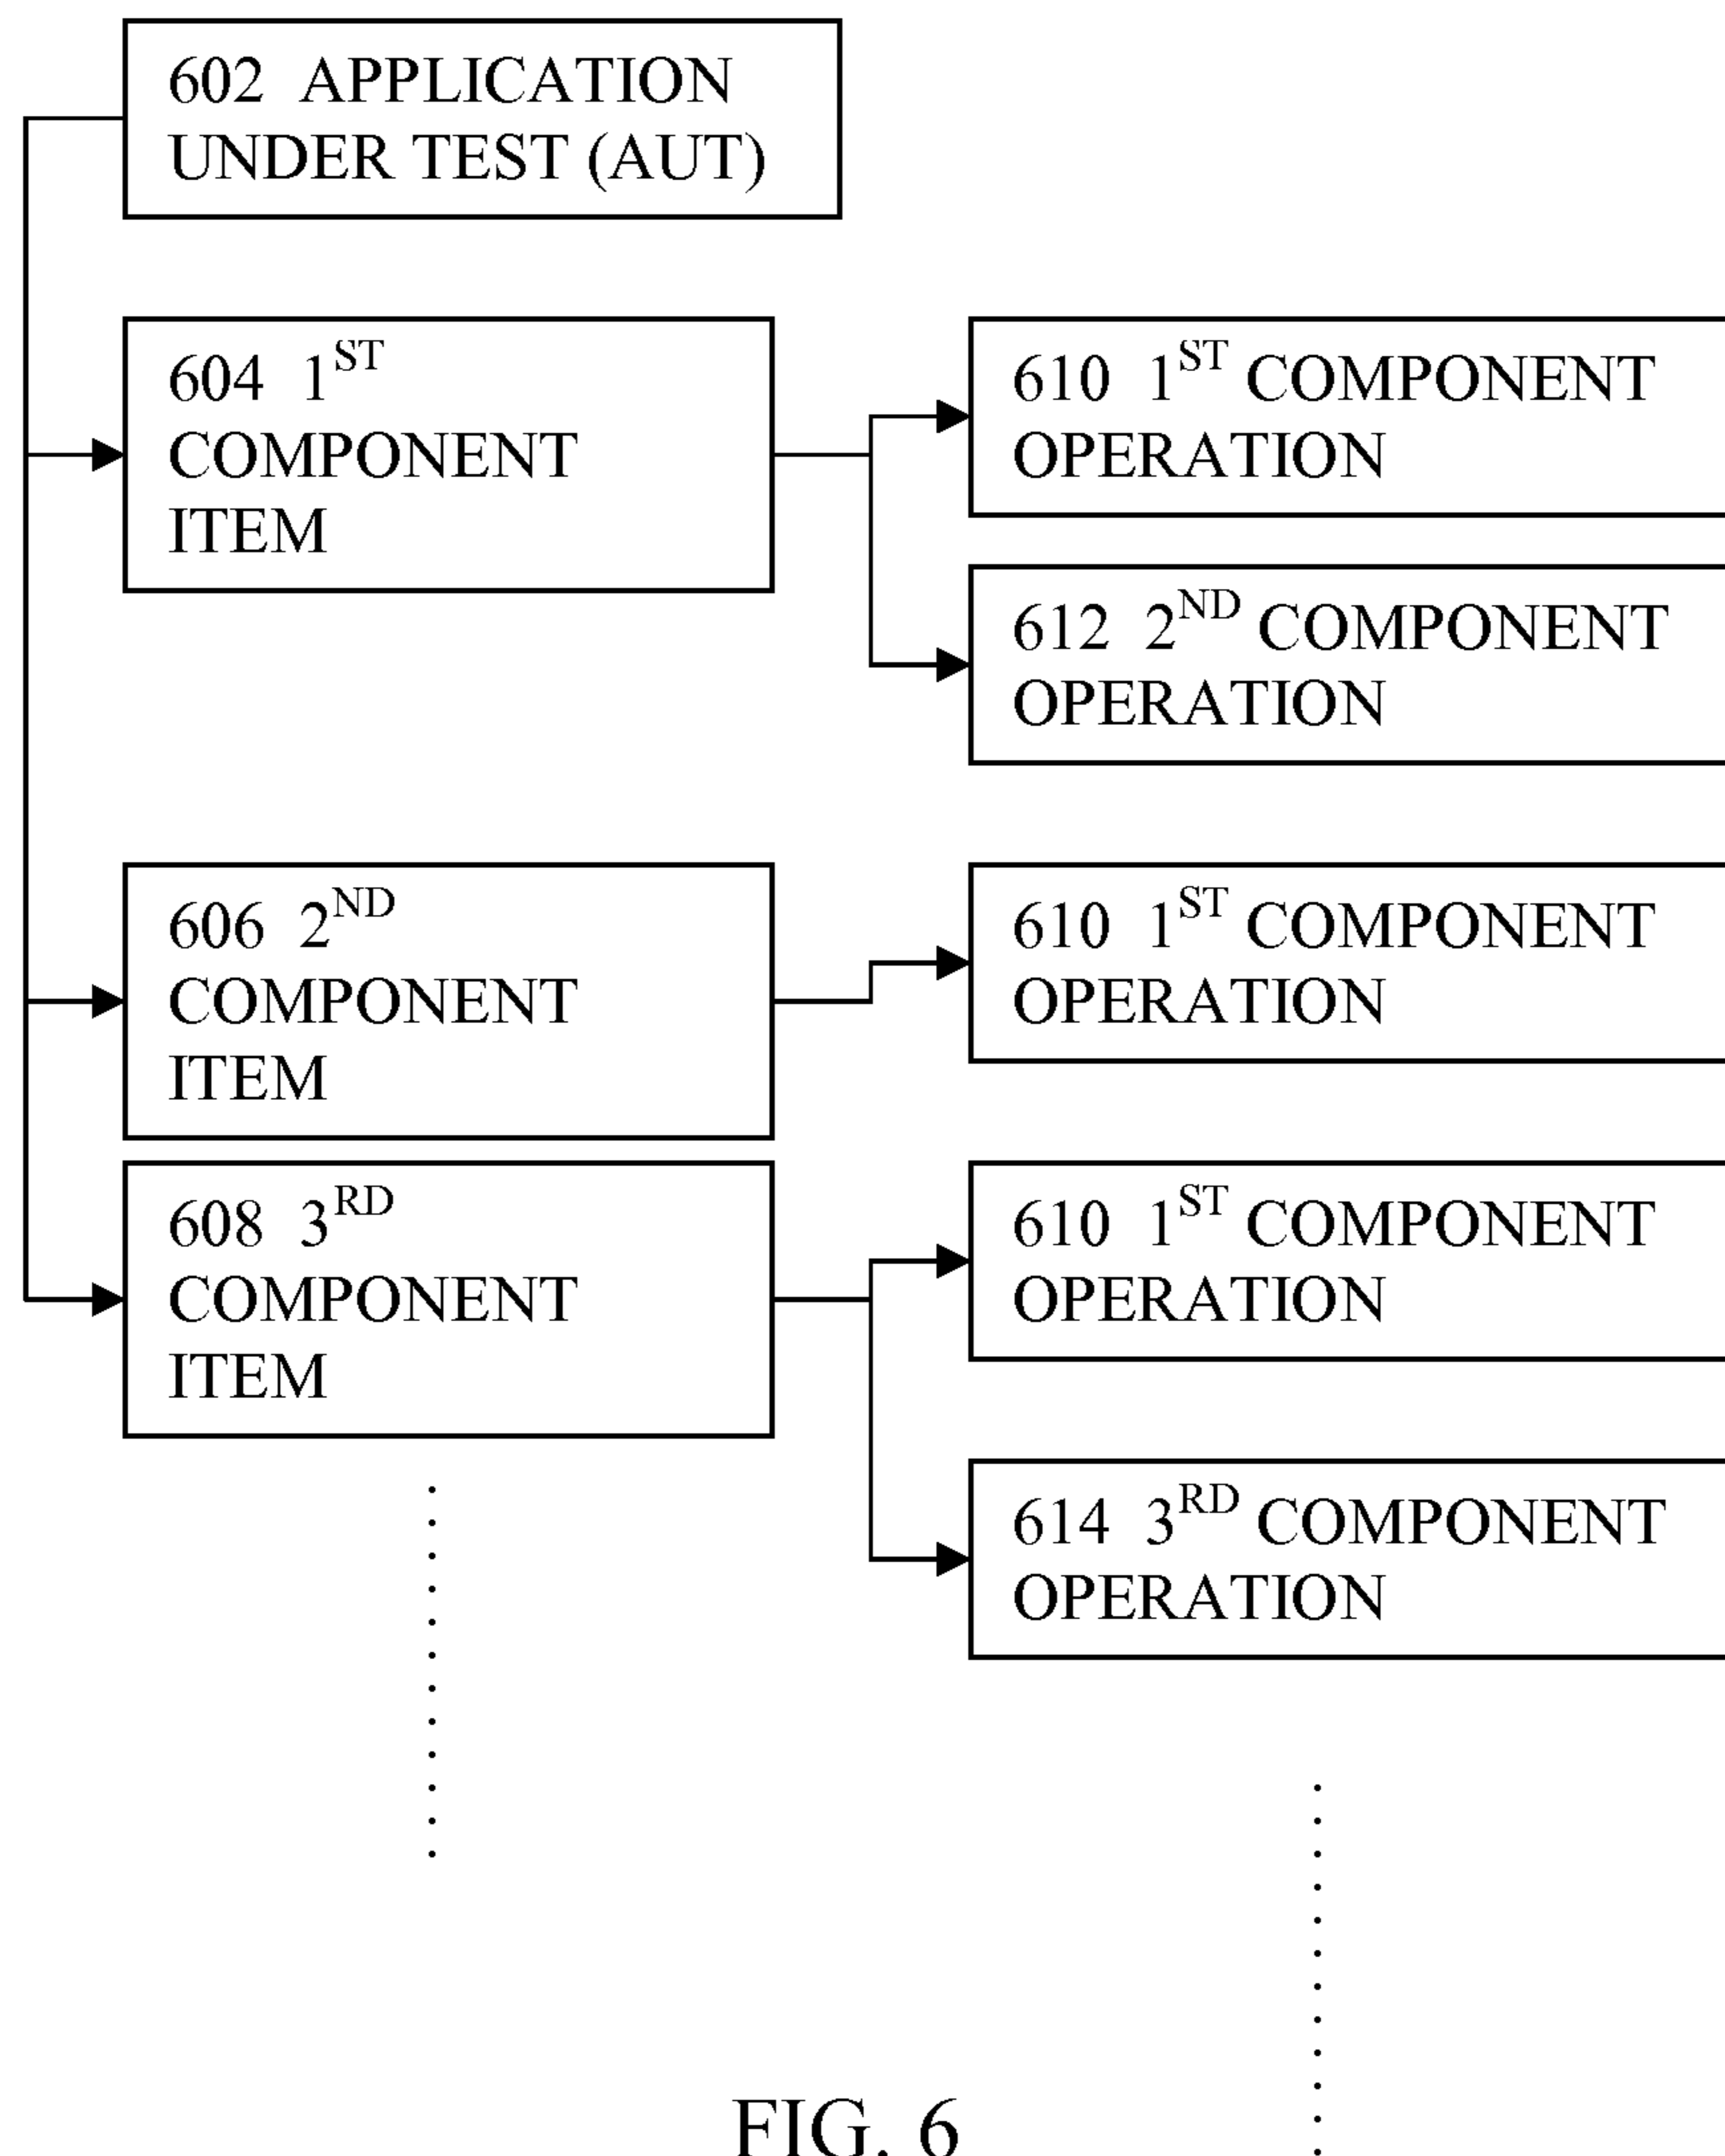 602 APPLICATION
UNDER TEST (AUT)
604 1ST
COMPONENT
ITEM
610 1ST COMPONENT
OPERATION
612 2ND COMPONENT
OPERATION
606 2ND
COMPONENT
ITEM
610 1ST COMPONENT
OPERATION
608 3RD
COMPONENT
ITEM
610 1ST COMPONENT
OPERATION
614 3RD COMPONENT
OPERATION
FIG. 6